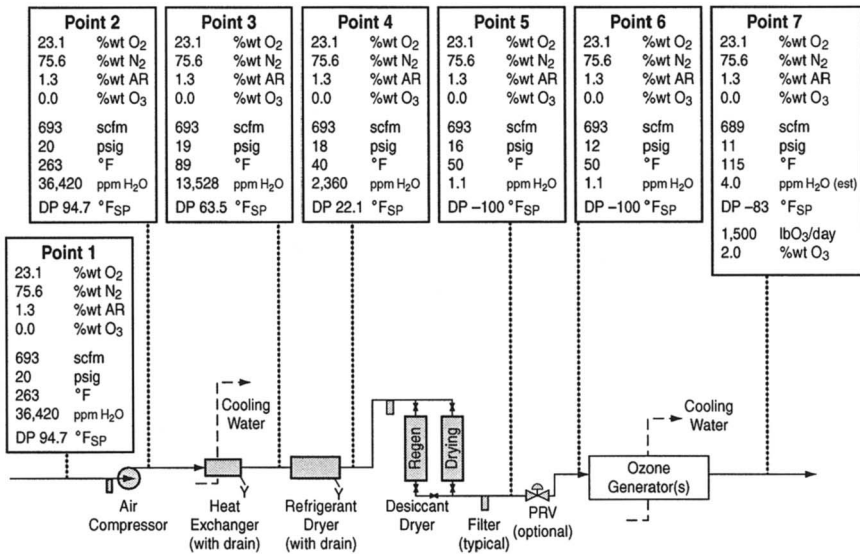 Point 2
23.1 %wt O₂
75.6 %wt N₂
1.3 %wt AR
0.0 %wt O₃
693 scfm
20 psig
263 °F
36,420 ppm H₂O
DP 94.7 °F_SP
Point 3
23.1 %wt O₂
75.6 %wt N₂
1.3 %wt AR
0.0 %wt O₃
693 scfm
19 psig
89 °F
13,528 ppm H₂O
DP 63.5 °F_SP
Point 4
23.1 %wt O₂
75.6 %wt N₂
1.3 %wt AR
0.0 %wt O₃
693 scfm
18 psig
40 °F
2,360 ppm H₂O
DP 22.1 °F_SP
Point 5
23.1 %wt O₂
75.6 %wt N₂
1.3 %wt AR
0.0 %wt O₃
693 scfm
16 psig
50 °F
1.1 ppm H₂O
DP –100 °F_SP
Point 6
23.1 %wt O₂
75.6 %wt N₂
1.3 %wt AR
0.0 %wt O₃
693 scfm
12 psig
50 °F
1.1 ppm H₂O
DP –100 °F_SP
Point 7
23.1 %wt O₂
75.6 %wt N₂
1.3 %wt AR
0.0 %wt O₃
689 scfm
11 psig
115 °F
4.0 ppm H₂O (est)
DP –83 °F_SP
1,500 lbO₃/day
2.0 %wt O₃
Point 1
23.1 %wt O₂
75.6 %wt N₂
1.3 %wt AR
0.0 %wt O₃
693 scfm
20 psig
263 °F
36,420 ppm H₂O
DP 94.7 °F_SP
Cooling
Water
Regen
Drying
Cooling
Water
Ozone
Generator(s)
Air
Compressor
Heat
Exchanger
(with drain)
Refrigerant
Dryer
(with drain)
Desiccant
Dryer
Filter
(typical)
PRV
(optional)